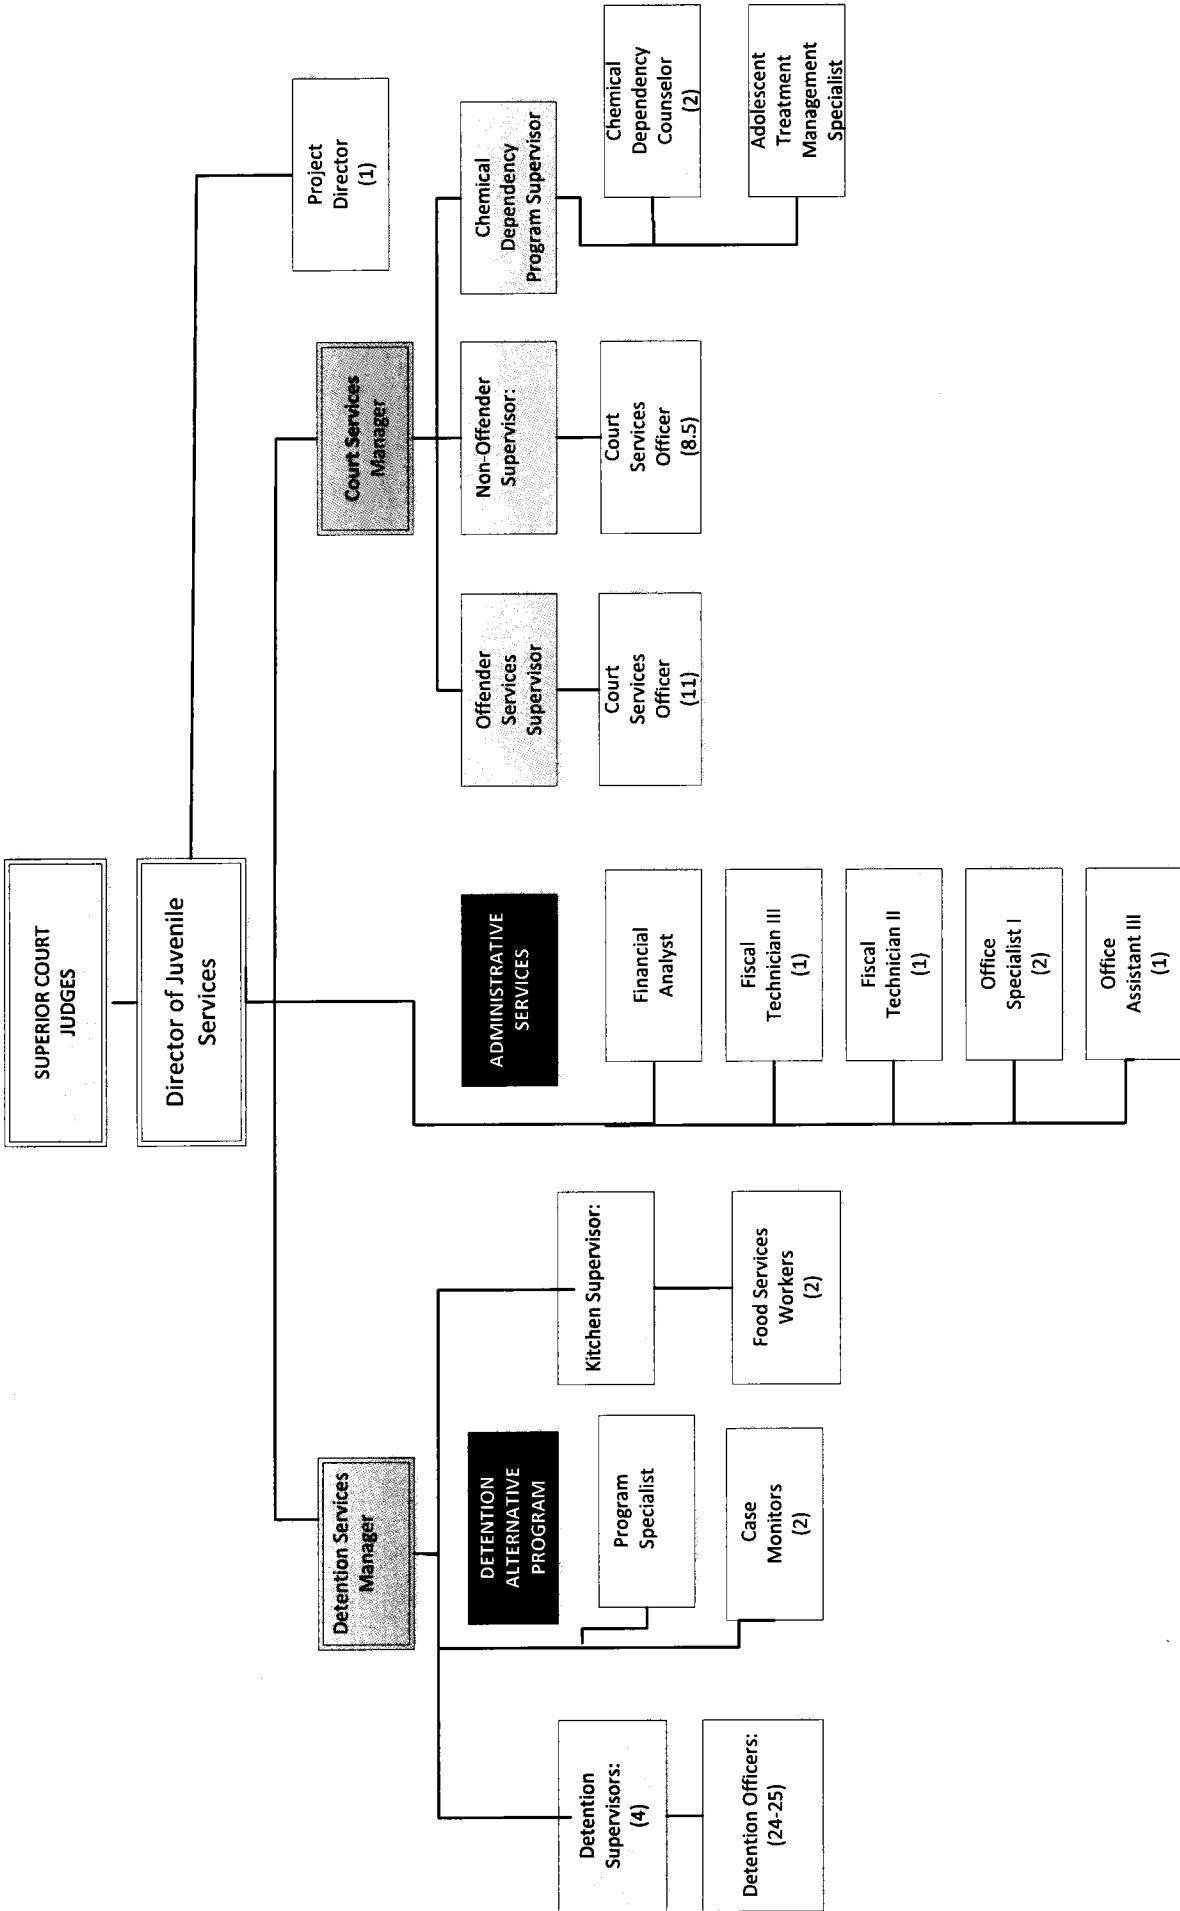 SUPERIOR COURT
JUDGES
Director of Juvenile
Services
Project
Director
(1)
Detention Services
Manager
Court Services
Manager
DETENTION
ALTERNATIVE
PROGRAM
ADMINISTRATIVE
SERVICES
Offender
Services
Supervisor
Non-Offender
Supervisor:
Chemical
Dependency
Program Supervisor
Detention
Supervisors:
(4)
Detention Officers:
(24-25)
Program
Specialist
Case
Monitors
(2)
Kitchen Supervisor:
Food Services
Workers
(2)
Financial
Analyst
Fiscal
Technician III
(1)
Fiscal
Technician II
(1)
Office
Specialist I
(2)
Office
Assistant III
(1)
Court
Services
Officer
(11)
Court
Services
Officer
(8.5)
Chemical
Dependency
Counselor
(2)
Adolescent
Treatment
Management
Specialist